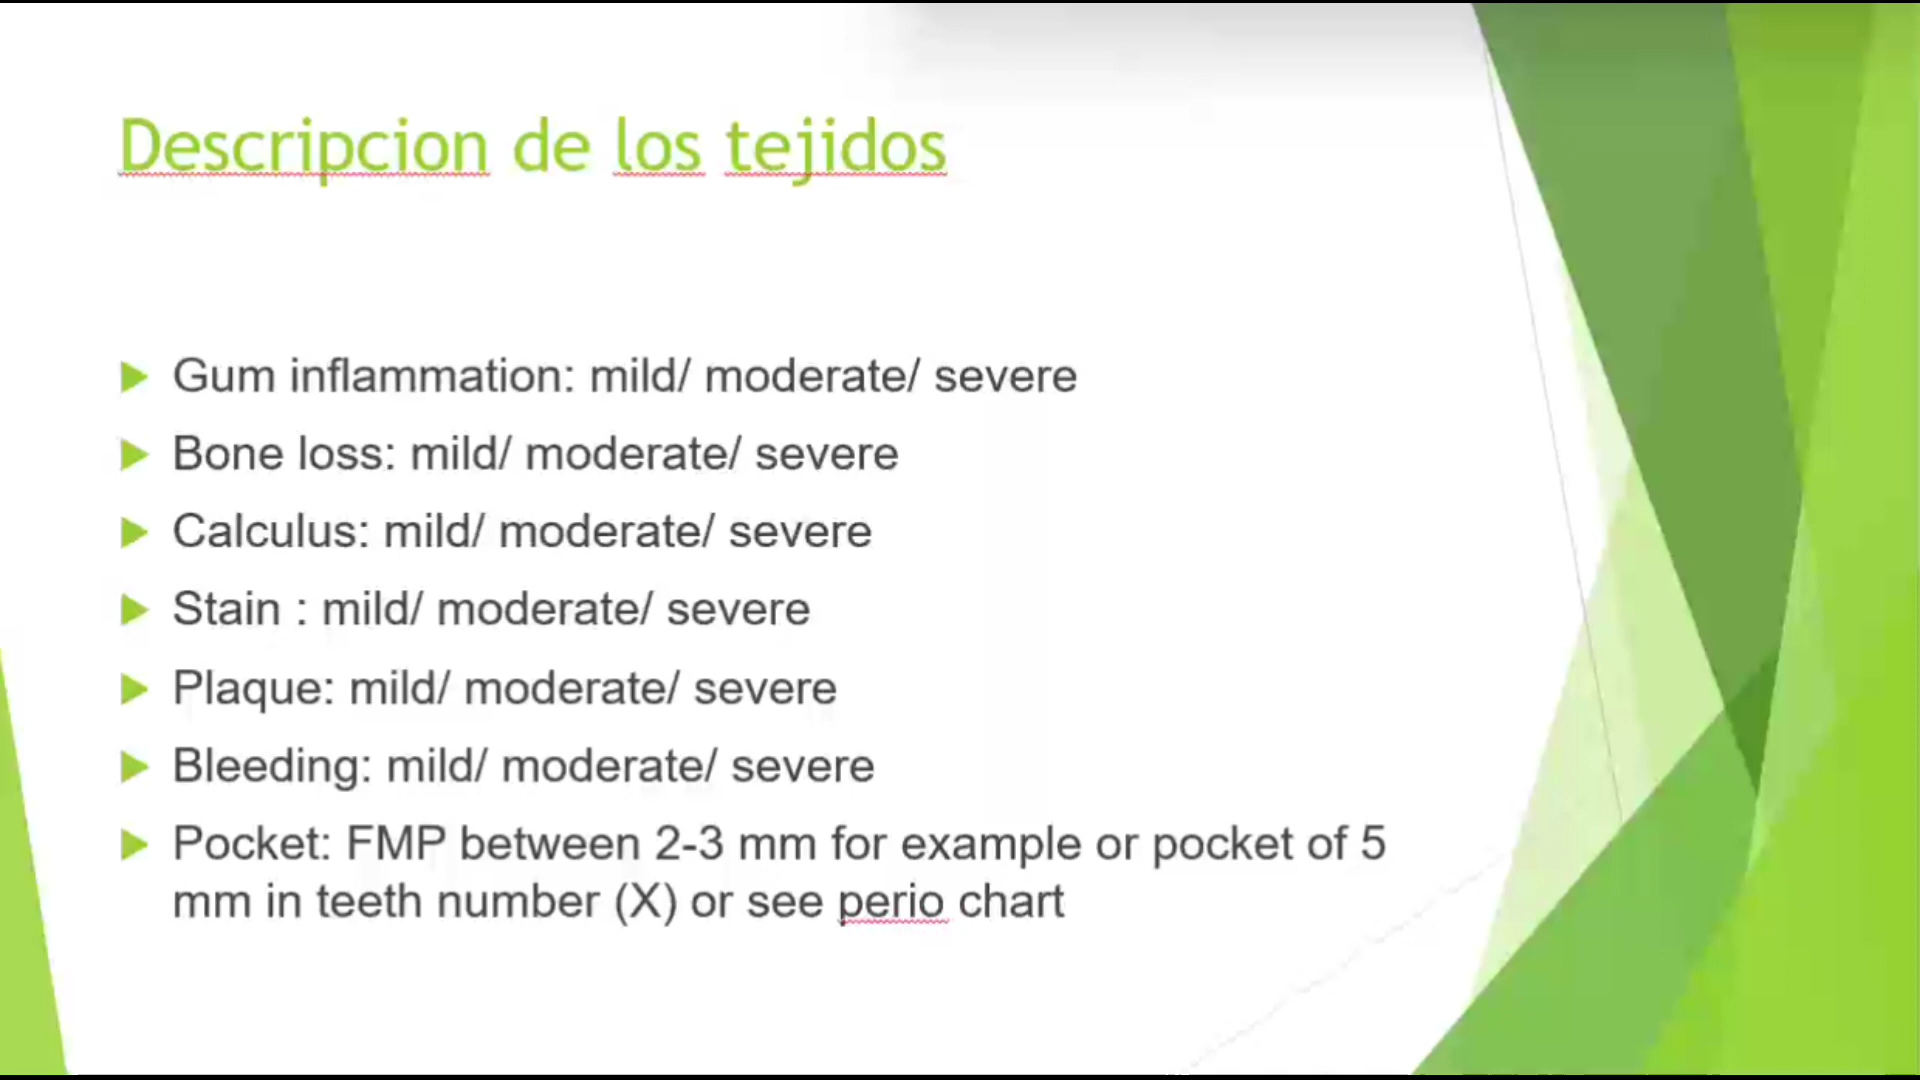 Descripcion de los tejidos
Gum inflammation: mild/ moderate/ severe
Bone loss: mild/ moderate/ severe
Calculus: mild/ moderate/ severe
Stain : mild/ moderate/ severe
Plaque: mild/ moderate/ severe
Bleeding: mild/ moderate/ severe
Pocket: FMP between 2-3 mm for example or pocket of 5
mm in teeth number (X) or see perio chart